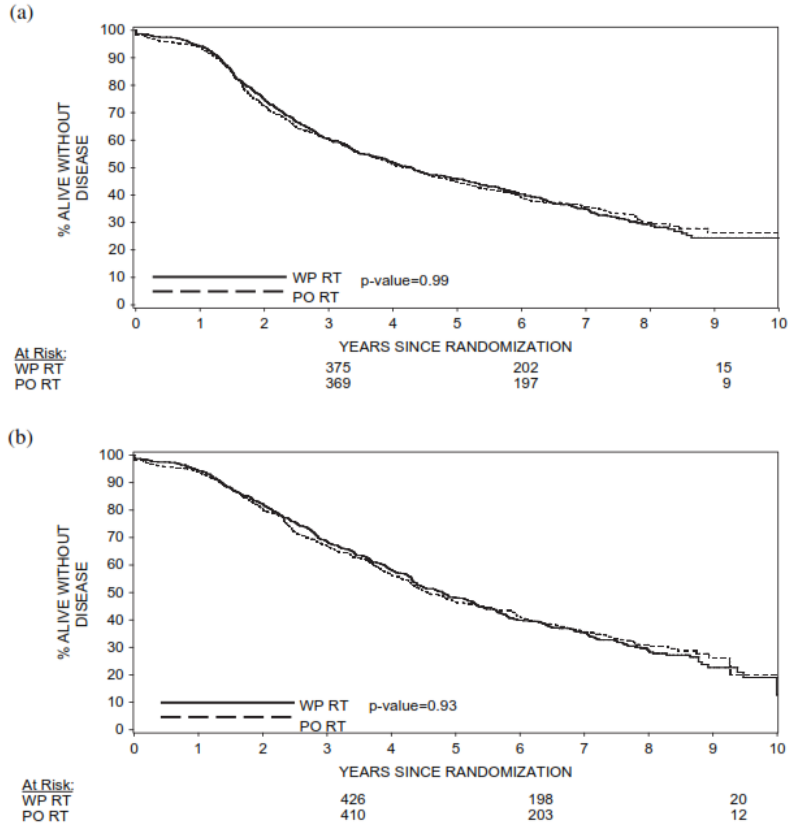 (a)
100
90
80
70
60
50
40
30
20
10
0
% ALIVE WITHOUT
DISEASE
WP RT p-value=0.99
PO RT
0 1 2 3 4 5 6 7 8 9 10
YEARS SINCE RANDOMIZATION
At Risk:
WP RT 375 202 15
PO RT 369 197 9
(b)
100
90
80
70
60
50
40
30
20
10
0
% ALIVE WITHOUT
DISEASE
WP RT p-value=0.93
PO RT
0 1 2 3 4 5 6 7 8 9 10
YEARS SINCE RANDOMIZATION
At Risk:
WP RT 426 198 20
PO RT 410 203 12